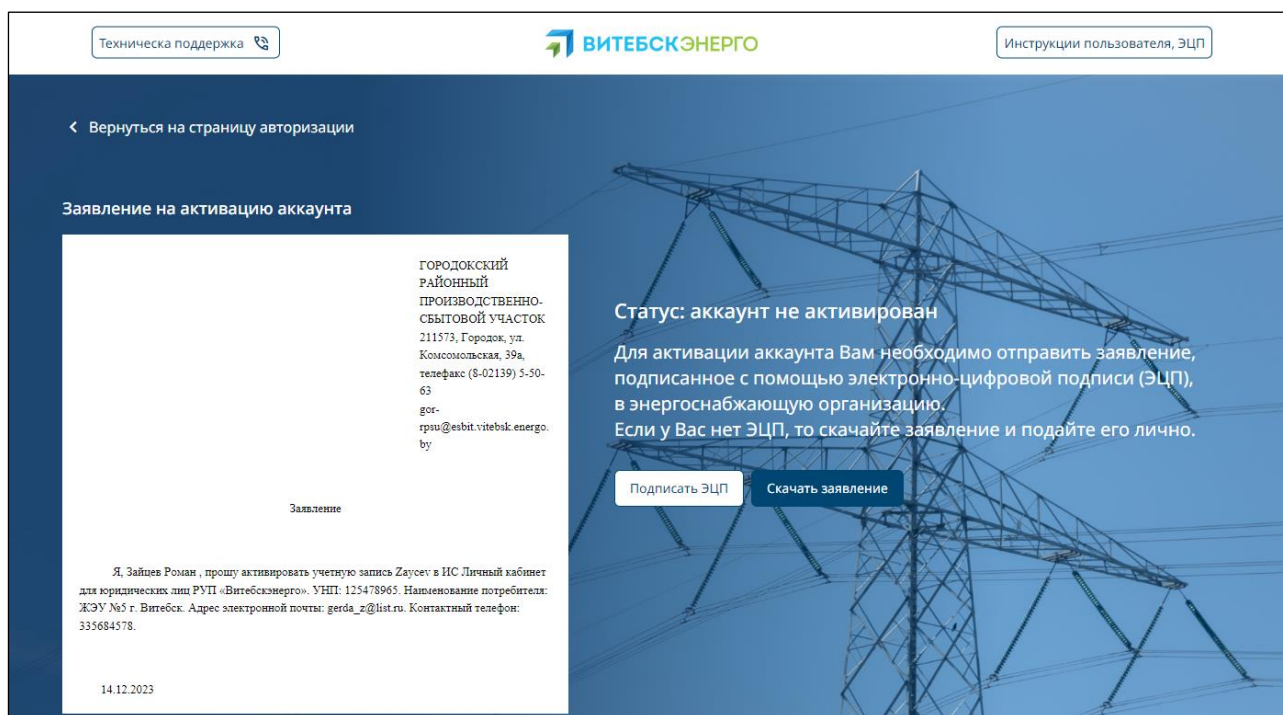 Техническа поддержка
ВИТЕБСКЭНЕРГО
Инструкции пользователя, ЭЦП
Вернуться на страницу авторизации
Заявление на активацию аккаунта
ГОРОДОКСКИЙ
РАЙОННЫЙ
ПРОИЗВОДСТВЕННО-
СБЫТОВОЙ УЧАСТОК
211573, Городок, ул.
Комсомольская, 39а,
телефакс (8-02139) 5-50-
63
gor-
rpsu@esbit.vitebsk.energo.
by
Заявление
Я, Зайцев Роман , прошу активировать учетную запись Zaycev в ИС Личный кабинет
для юридических лиц РУП «Витебскэнерго». УНП: 125478965. Наименование потребителя:
ЖЭУ №5 г. Витебск. Адрес электронной почты: gerda_z@list.ru. Контактный телефон:
335684578.
14.12.2023
Статус: аккаунт не активирован
Для активации аккаунта Вам необходимо отправить заявление,
подписанное с помощью электронно-цифровой подписи (ЭЦП),
в энергоснабжающую организацию.
Если у Вас нет ЭЦП, то скачайте заявление и подайте его лично.
Подписать ЭЦП
Скачать заявление